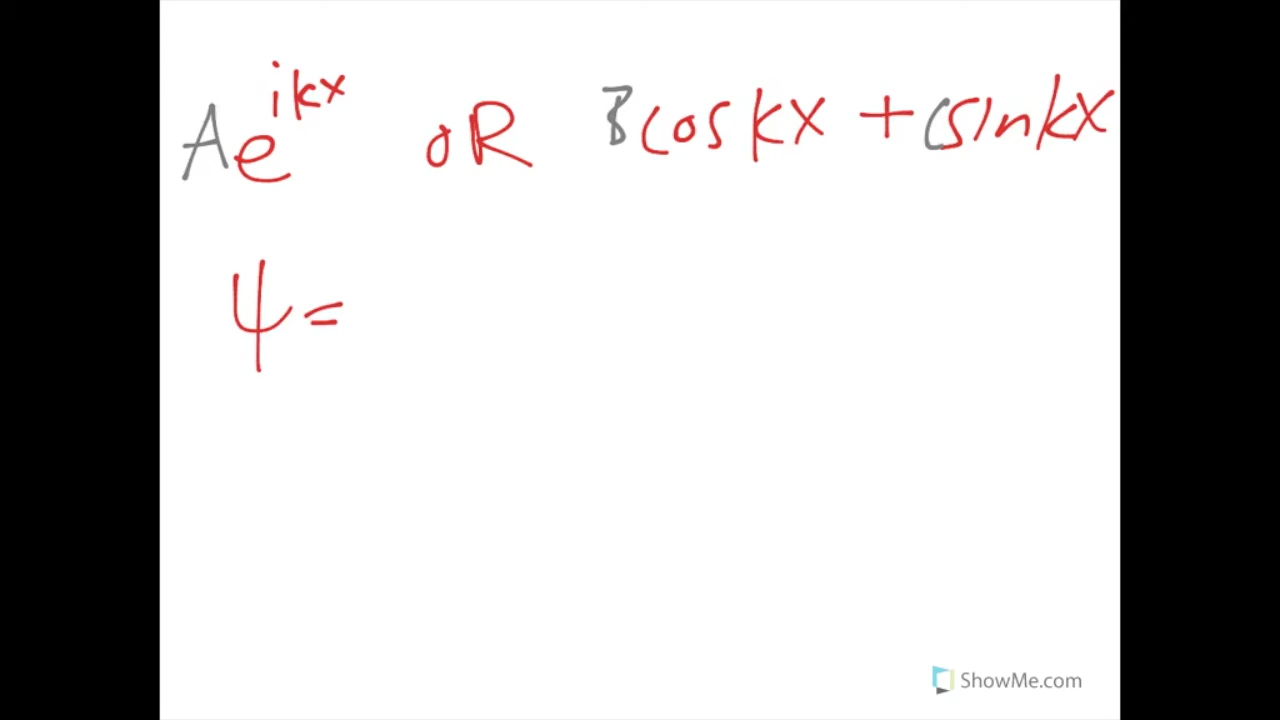 Ae^ikx oR Bcoskx + Csinkx
ψ =
ShowMe.com